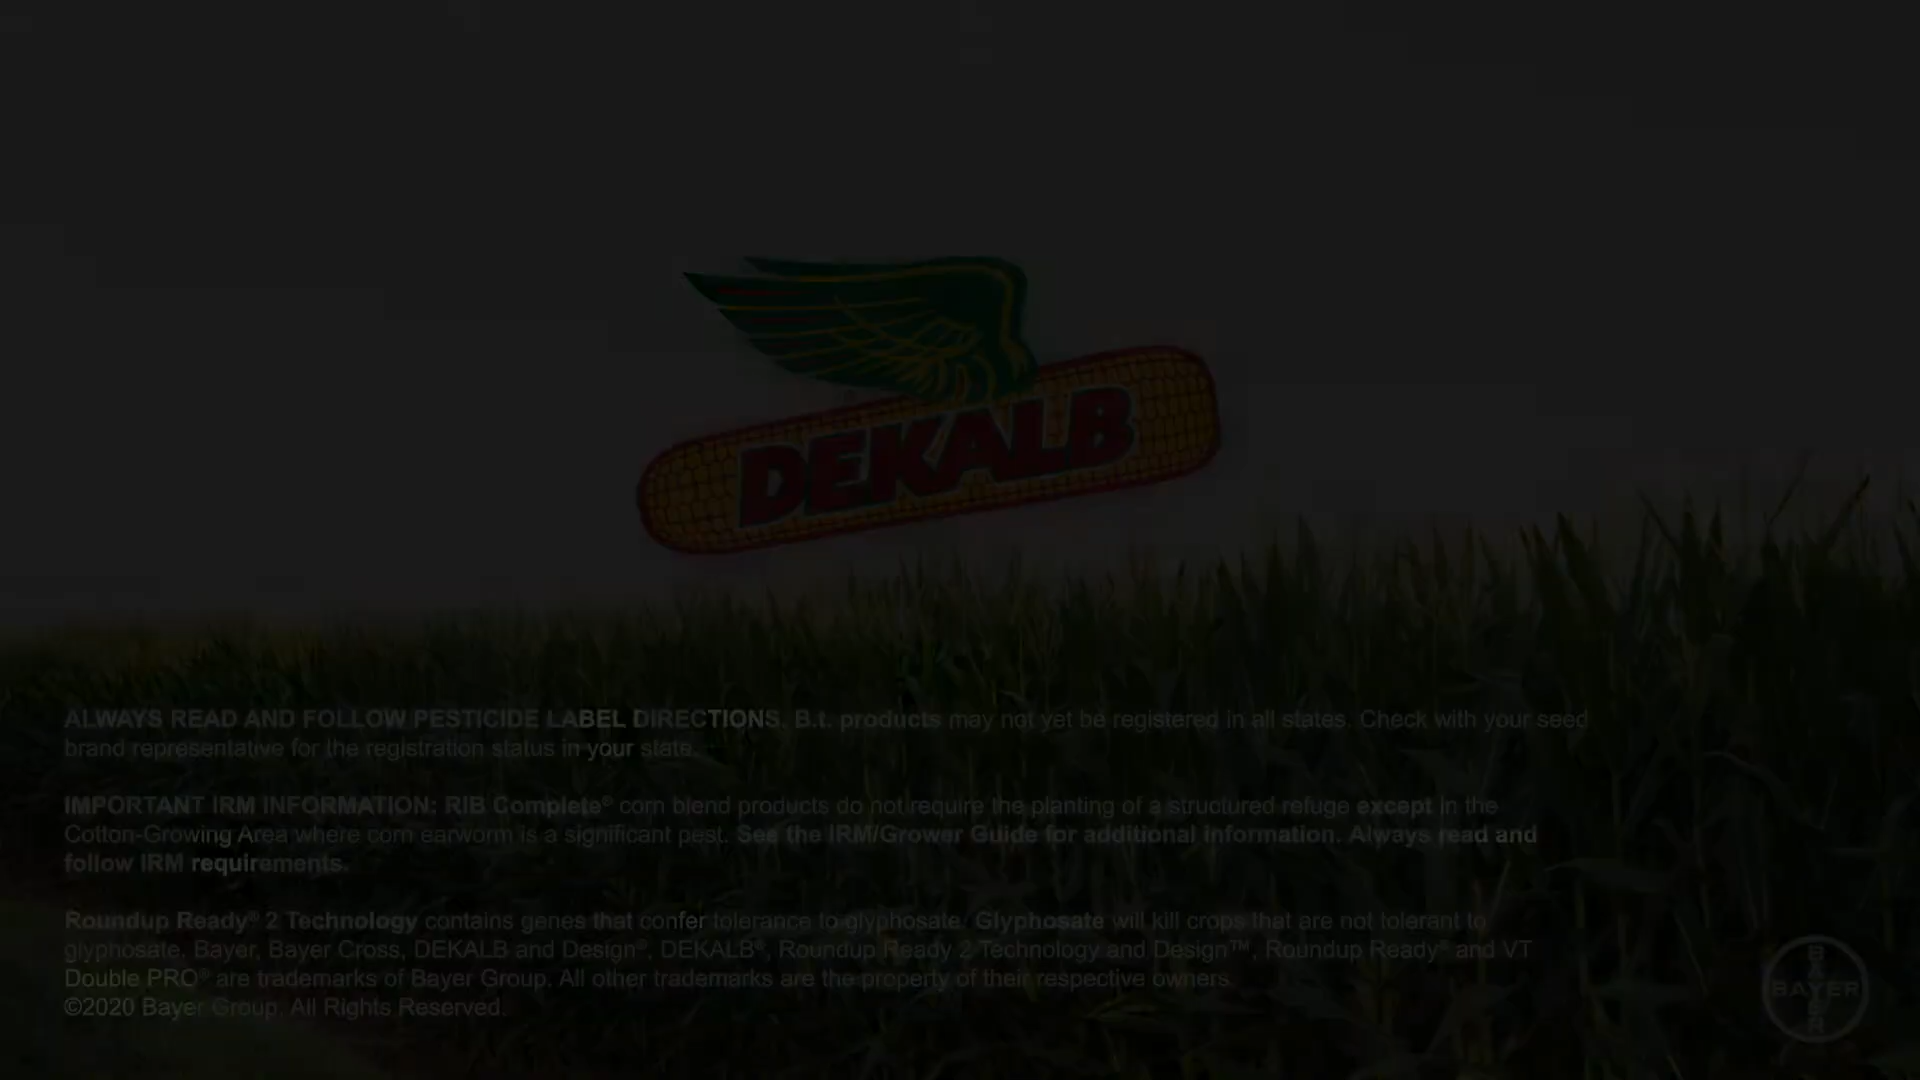 DEKALB
ALWAYS READ AND FOLLOW PESTICIDE LABEL DIRECTIONS. B.t. products may not yet be registered in all states. Check with your seed
brand representative for the registration status in your state.
IMPORTANT IRM INFORMATION: RIB Complete® corn blend products do not require the planting of a structured refuge except in the
Cotton-Growing Area where corn earworm is a significant pest. See the IRM/Grower Guide for additional information. Always read and
follow IRM requirements.
Roundup Ready® 2 Technology contains genes that confer tolerance to glyphosate. Glyphosate will kill crops that are not tolerant to
glyphosate. Bayer, Bayer Cross, DEKALB and Design®, DEKALB®, Roundup Ready 2 Technology and Design™, Roundup Ready® and VT
Double PRO® are trademarks of Bayer Group. All other trademarks are the property of their respective owners.
©2020 Bayer Group. All Rights Reserved.
BAYER
BAYER